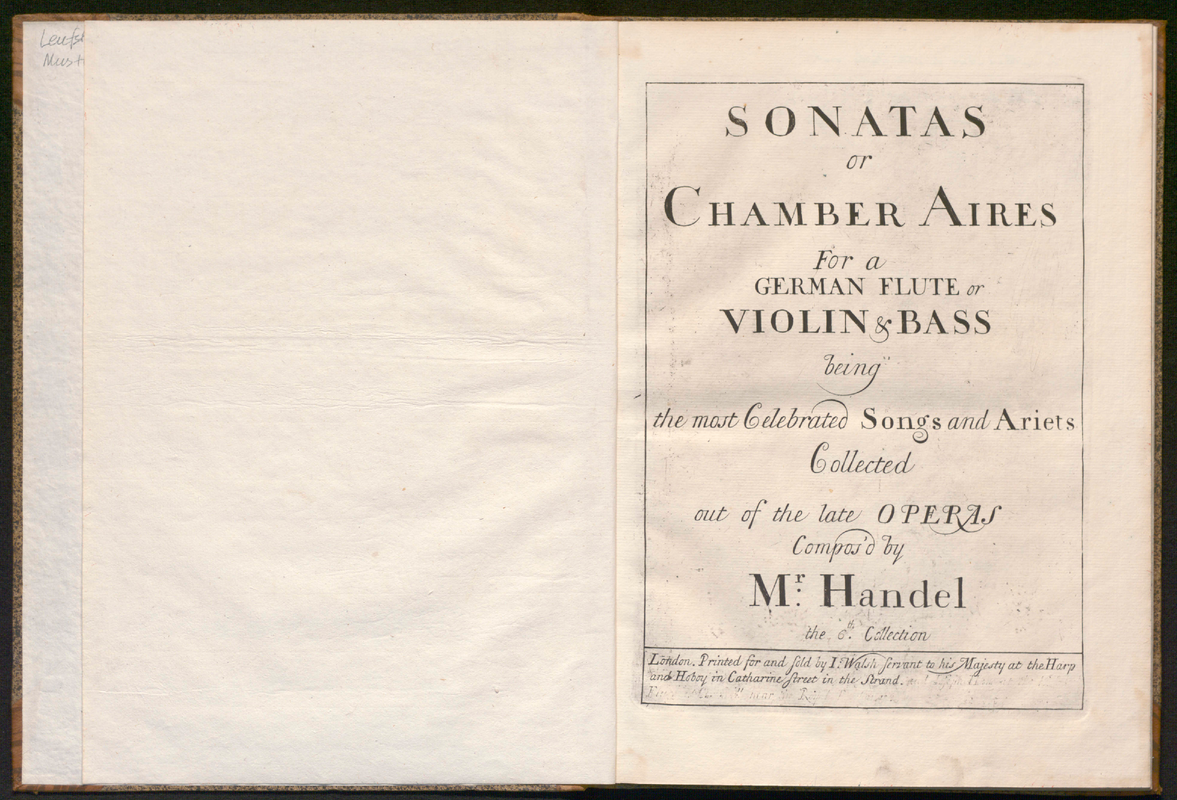 SONATAS
or
CHAMBER AIRES
For a
GERMAN FLUTE or
VIOLIN & BASS
being
the most Celebrated Songs and Ariets
Collected
out of the late OPERAS
Compos'd by
Mr. Handel
the 6th. Collection
London. Printed for and sold by I: Walsh servant to his Majesty at the Harp
and Hoboy in Catharine street in the Strand.
near